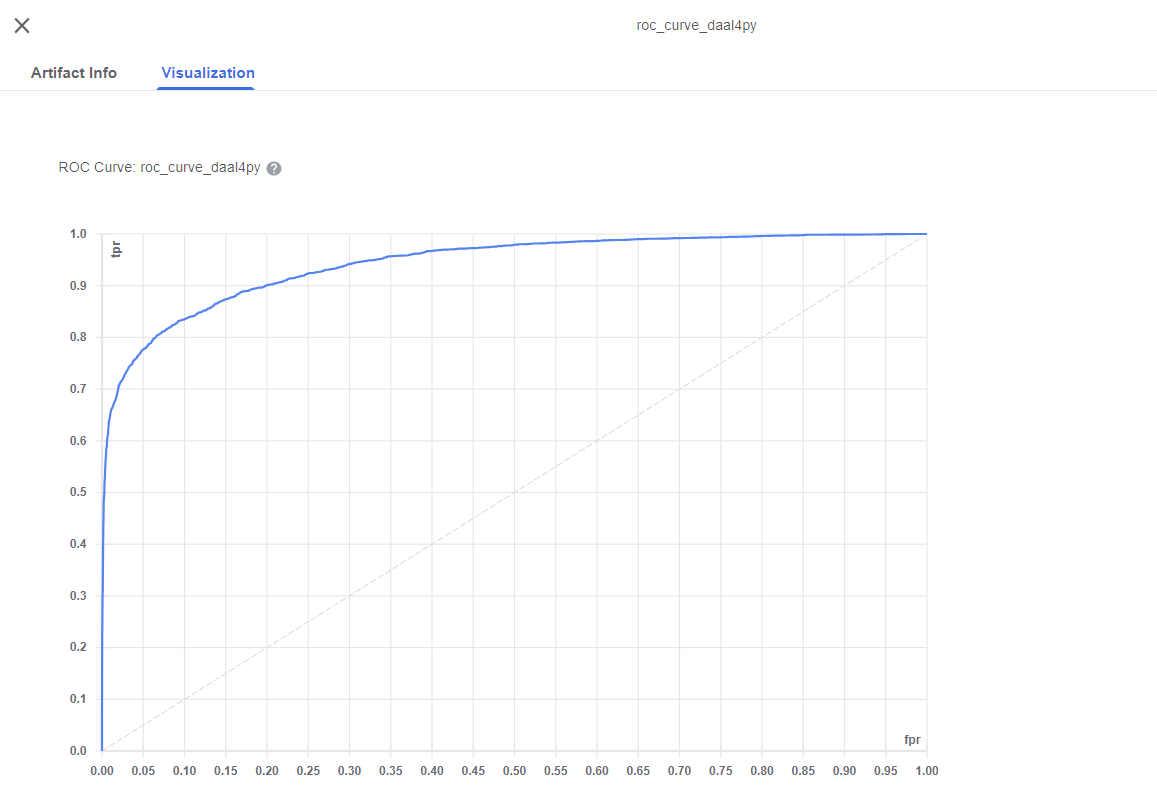 roc_curve_daal4py
Artifact Info
Visualization
ROC Curve: roc_curve_daal4py ?
1.0
0.9
0.8
0.7
0.6
0.5
0.4
0.3
0.2
0.1
0.0
tpr
fpr
0.00 0.05 0.10 0.15 0.20 0.25 0.30 0.35 0.40 0.45 0.50 0.55 0.60 0.65 0.70 0.75 0.80 0.85 0.90 0.95 1.00